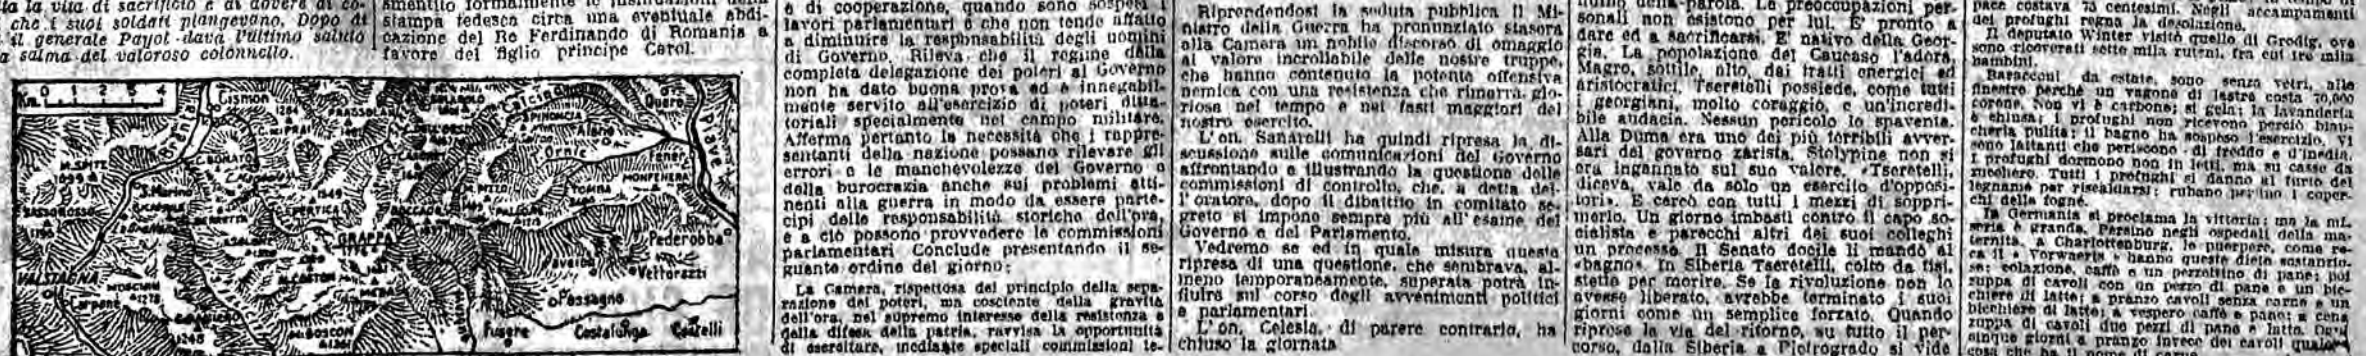 ta la vita di sacrificio e di dovere di co-
che i suoi soldati piangevano. Dopo di
il generale Payot dava l'ultimo saluto
a salma del valoroso colonnello.
smentito formalmente le insinuazioni della
stampa tedesca circa una eventuale abdi-
cazione del Re Ferdinando di Romania a
favore del figlio principe Carol.
Km. 0 1 2 3 4
Cismon
Brenta
Calcino
Quero
Piave
SPINONCIA
Alano
Ornic
Fener
MONFENERA
TOMBA
M. SPITZ
1099
S. Marino
PRASSOLAN
C. PERTICA
1549
GRAPPA
Pederobba
Vettorazzi
VALSTAGNA
Carpane
Possagno
Fusere
Castelcunga
Castelli
M. BOSCON
e di cooperazione, quando sono sospesi i
lavori parlamentari e che non tende affatto
a diminuire la responsabilità degli uomini
di Governo. Rileva che il regime della
completa delegazione dei poteri al Governo
non ha dato buona prova ed è innegabil-
mente servito all'esercizio di poteri ditta-
toriali specialmente nel campo militare.
Afferma pertanto la necessità che i rappre-
sentanti della nazione possano rilevare gli
errori e le manchevolezze del Governo e
della burocrazia anche sui problemi atti-
nenti alla guerra in modo da essere parte-
cipi delle responsabilità storiche dell'ora,
e a ciò possono provvedere le commissioni
parlamentari Conclude presentando il se-
guente ordine del giorno:
La Camera, rispettosa del principio della sepa-
razione dei poteri, ma cosciente della gravità
dell'ora, nel supremo interesse della resistenza e
della difesa della patria, ravvisa la opportunità
di esercitare, mediante speciali commissioni te-
Riprendendosi la seduta pubblica il Mi-
nistro della Guerra ha pronunziato stasera
alla Camera un nobile discorso di omaggio
al valore incrollabile delle nostre truppe,
che hanno contenuto la potente offensiva
nemica con una resistenza che rimarrà glo-
riosa nel tempo e nei fasti maggiori del
nostro esercito.
L'on. Sanarelli ha quindi ripresa la di-
scussione sulle comunicazioni del Governo
affrontando e illustrando la questione delle
commissioni di controllo, che, a detta del-
l'oratore, dopo il dibattito in comitato se-
greto si impone sempre più all'esame del
Governo e del Parlamento.
Vedremo se ed in quale misura questa
ripresa di una questione, che sembrava, al-
meno temporaneamente, superata potrà in-
fluire sul corso degli avvenimenti politici
e parlamentari.
L'on. Celesia, di parere contrario, ha
chiuso la giornata
della parola. Le preoccupazioni per-
sonali non esistono per lui. E' pronto a
dare ed a sacrificarsi. E' nativo della Geor-
gia. La popolazione del Caucaso l'adora.
Magro, sottile, alto, dai tratti energici ed
aristocratici, Tseretelli possiede, come tutti
i georgiani, molto coraggio, e un'incredi-
bile audacia. Nessun pericolo lo spaventa.
Alla Duma era uno dei più terribili avver-
sari del governo zarista. Stolypine non si
era ingannato sul suo valore. «Tseretelli,
diceva, vale da solo un esercito d'opposi-
tori». E cercò con tutti i mezzi di soppri-
merlo. Un giorno imbastì contro il capo so-
cialista e parecchi altri dei suoi colleghi
un processo. Il Senato docile li mandò al
«bagno». In Siberia Tseretelli, colto da tisi,
stette per morire. Se la rivoluzione non lo
avesse liberato, avrebbe terminato i suoi
giorni come un semplice forzato. Quando
riprese la via del ritorno, su tutto il per-
corso, dalla Siberia a Pietrogrado si vide
pace costava 73 centesimi. Negli accampamenti
dei profughi regna la desolazione.
Il deputato Winter visitò quello di Grodig, ove
sono ricoverati sette mila ruteni, fra cui tre mila
bambini.
Baracconi da estate, sono senza vetri, alle
finestre perchè un vagone di lastre costa 70,000
corone. Non vi è carbone; si gela; la lavanderia
è chiusa; i profughi non ricevono perciò bian-
cheria pulita; il bagno ha sospeso l'esercizio. Vi
sono lattanti che periscono di freddo e d'inedia.
I profughi dormono non in letti, ma su casse da
zucchero. Tutti i profughi si danno al furto del
legname per riscaldarsi; rubano perfino i coper-
chi delle fogne.
In Germania si proclama la vittoria; ma la mi-
seria è grande. Persino negli ospedali della ma-
ternità, a Charlottenburg, le puerpere, come re-
ca il «Vorwaerts» hanno queste diete sostanzio-
se: colazione, caffè e un pezzettino di pane; poi
zuppa di cavoli con un pezzo di pane e un bic-
chiere di latte; a pranzo cavoli senza carne e un
bicchiere di latte; a vespero caffè e pane; a cena
zuppa di cavoli due pezzi di pane e latte. Ogni
cinque giorni a pranzo invece dei cavoli
cosa che ha il nome di carne